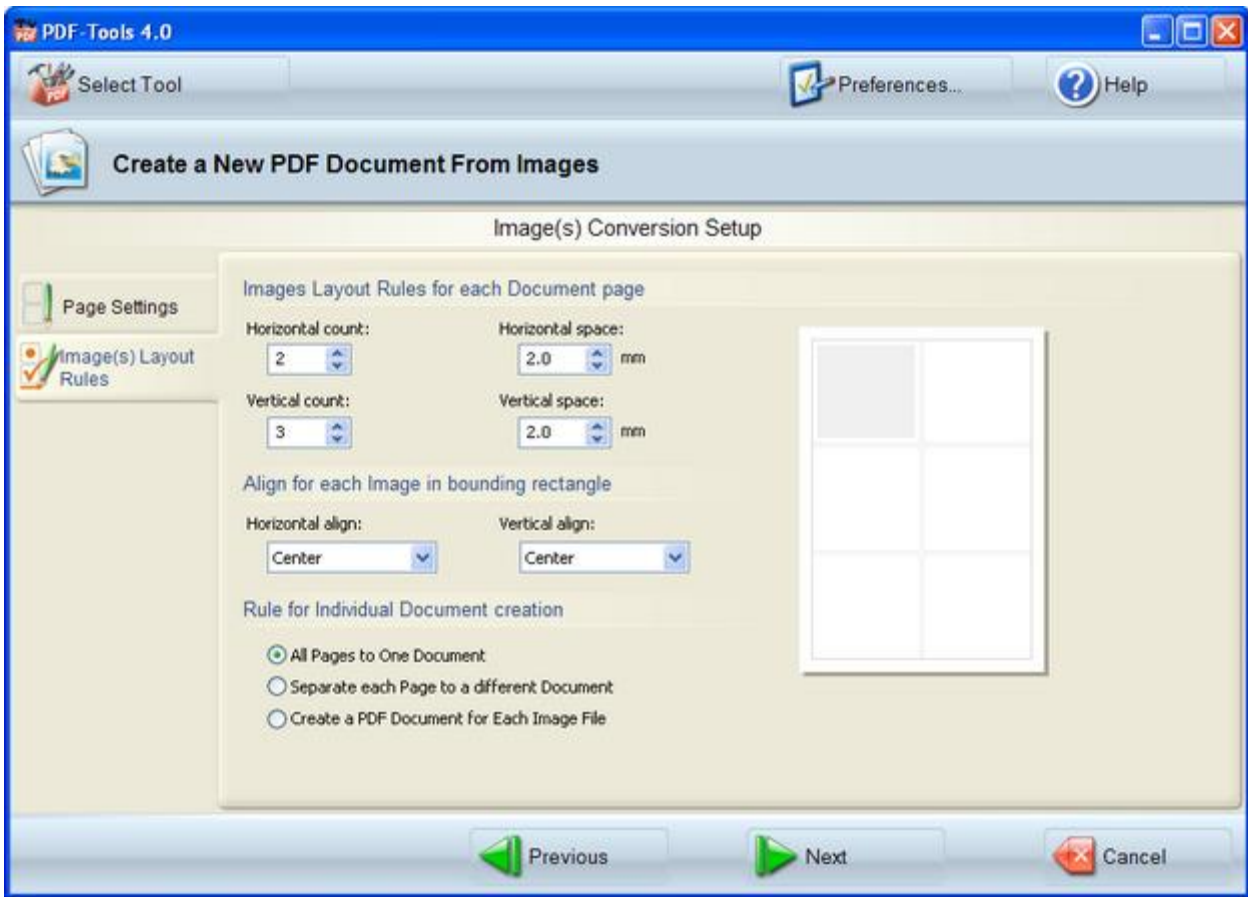 PDF-Tools 4.0
Select Tool
Preferences...
Help
Create a New PDF Document From Images
Image(s) Conversion Setup
Page Settings
Image(s) Layout
Rules
Images Layout Rules for each Document page
Horizontal count:
Horizontal space:
2
2.0 mm
Vertical count:
Vertical space:
3
2.0 mm
Align for each Image in bounding rectangle
Horizontal align:
Vertical align:
Center
Center
Rule for Individual Document creation
All Pages to One Document
Separate each Page to a different Document
Create a PDF Document for Each Image File
Previous
Next
Cancel